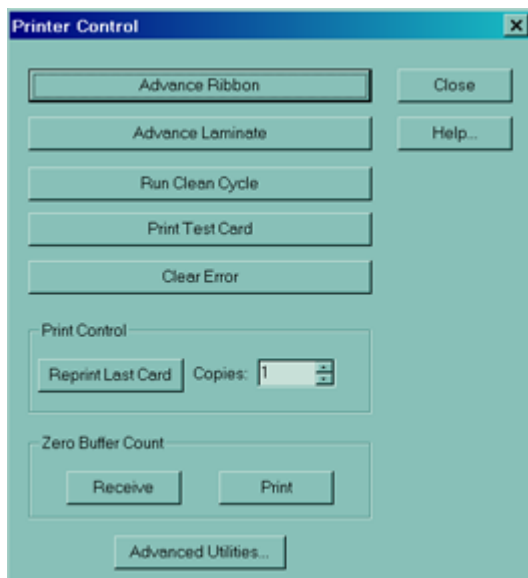 Printer Control
Advance Ribbon
Close
Advance Laminate
Help...
Run Clean Cycle
Print Test Card
Clear Error
Print Control
Reprint Last Card Copies: 1
Zero Buffer Count
Receive Print
Advanced Utilities...